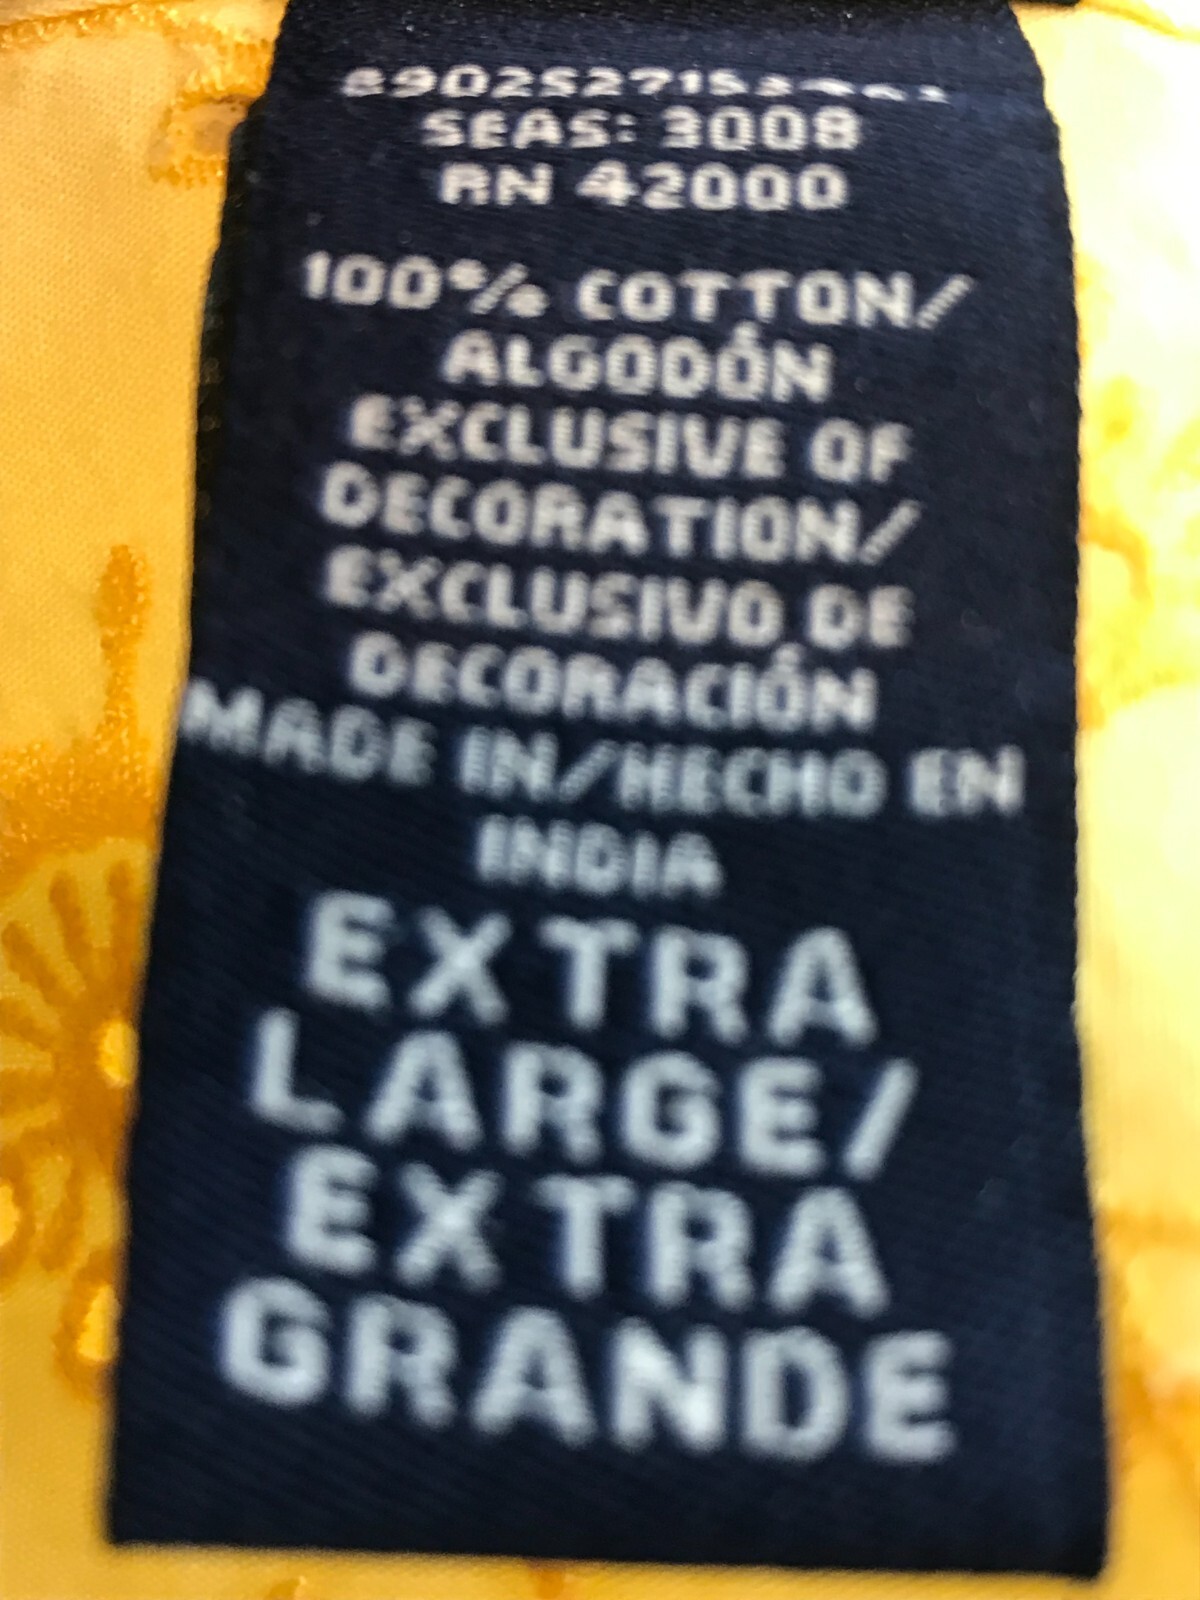 SEAS: 3008
RN 42000
100% COTTON/
ALGODÓN
EXCLUSIVE OF
DECORATION/
EXCLUSIVO DE
DECORACIÓN
MADE IN/HECHO EN
INDIA
EXTRA
LARGE/
EXTRA
GRANDE